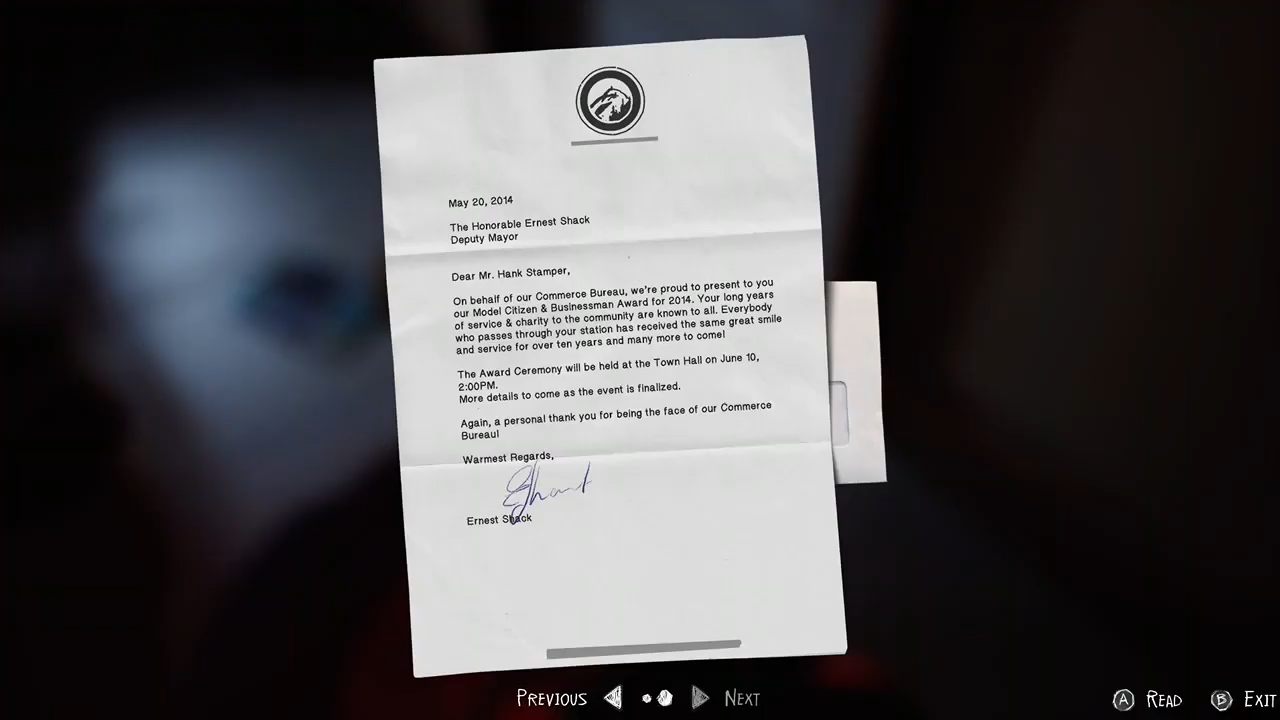 May 20, 2014
The Honorable Ernest Shack
Deputy Mayor
Dear Mr. Hank Stamper,
On behalf of our Commerce Bureau, we're proud to present to you
our Model Citizen & Businessman Award for 2014. Your long years
of service & charity to the community are known to all. Everybody
who passes through your station has received the same great smile
and service for over ten years and many more to come!
The Award Ceremony will be held at the Town Hall on June 10,
2:00PM.
More details to come as the event is finalized.
Again, a personal thank you for being the face of our Commerce
Bureau!
Warmest Regards,
Ernest Shack
PREVIOUS
NEXT
A READ
B EXIT